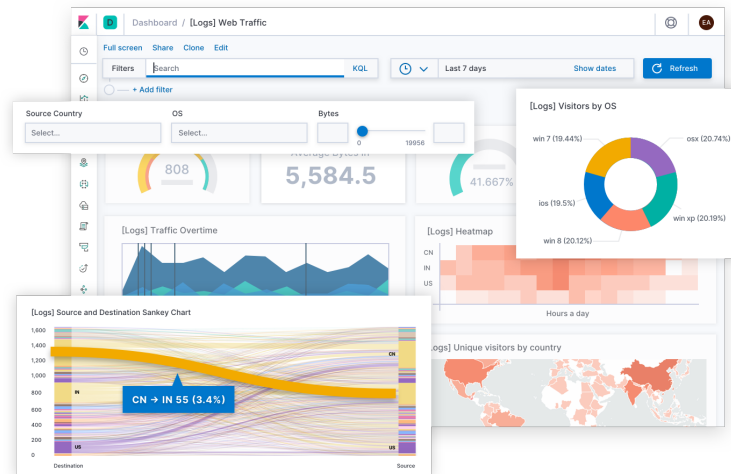 D Dashboard / [Logs] Web Traffic
EA
Full screen Share Clone Edit
Filters Search KQL Last 7 days Show dates Refresh
+ Add filter
Source Country OS Bytes
Select... Select... 0 19956
[Logs] Visitors by OS
win 7 (19.44%)
osx (20.74%)
ios (19.5%)
win xp (20.19%)
win 8 (20.12%)
808
Average Bytes In
5,584.5
41.667%
[Logs] Traffic Overtime
[Logs] Heatmap
CN
IN
US
Hours a day
[Logs] Source and Destination Sankey Chart
1,600
1,400
1,200
1,000
800
600
400
200
0
CN
IN
CN → IN 55 (3.4%)
US
US
Destination
Source
[Logs] Unique visitors by country